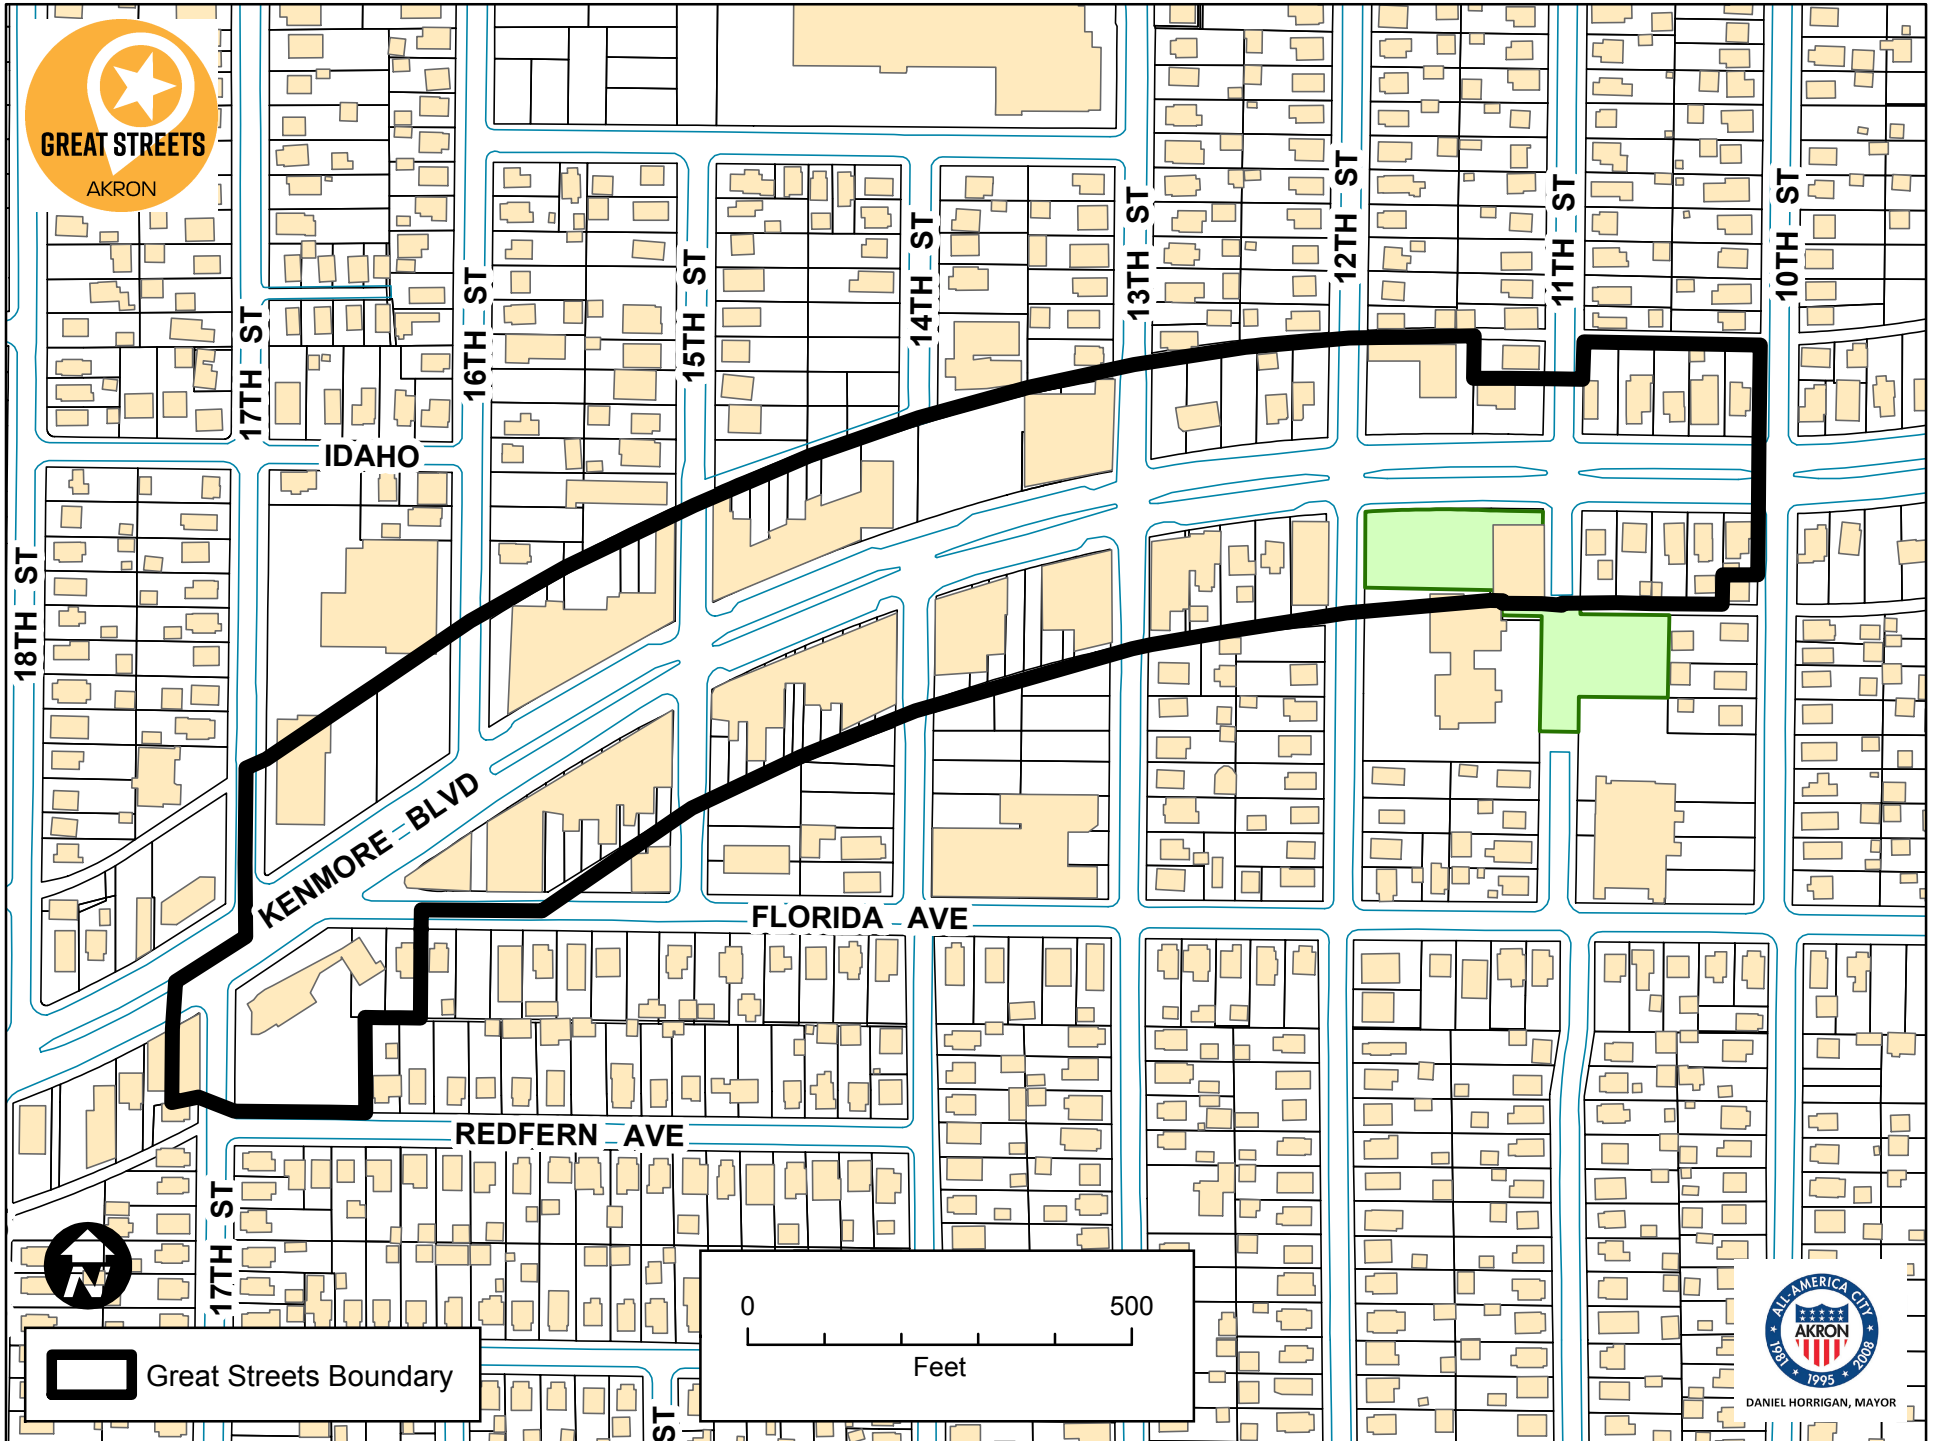 GREAT STREETS
AKRON
12TH ST
11TH ST
10TH ST
13TH ST
14TH ST
15TH ST
16TH ST
17TH ST
IDAHO
18TH ST
KENMORE BLVD
FLORIDA AVE
REDFERN AVE
17TH ST
N
0 500
Feet
Great Streets Boundary
ST
ALL-AMERICA CITY
AKRON
1981 1995 2008
DANIEL HORRIGAN, MAYOR